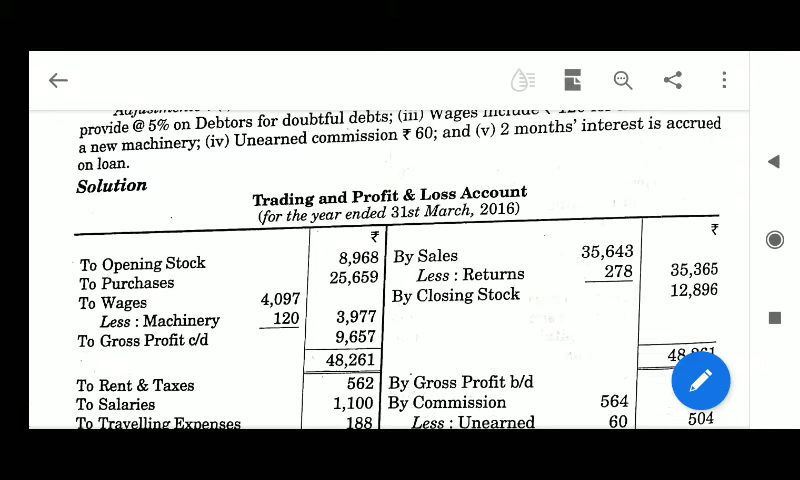 provide @ 5% on Debtors for doubtful debts; (iii) Wages include ₹ 120 for
a new machinery; (iv) Unearned commission ₹ 60; and (v) 2 months' interest is accrued
on loan.
Solution
Trading and Profit & Loss Account
(for the year ended 31st March, 2016)
₹ ₹
To Opening Stock 8,968 By Sales 35,643
To Purchases 25,659 Less : Returns 278 35,365
To Wages 4,097 By Closing Stock 12,896
Less : Machinery 120 3,977
To Gross Profit c/d 9,657
48,261
To Rent & Taxes 562 By Gross Profit b/d
To Salaries 1,100 By Commission 564
To Travelling Expenses 188 Less : Unearned 60 504